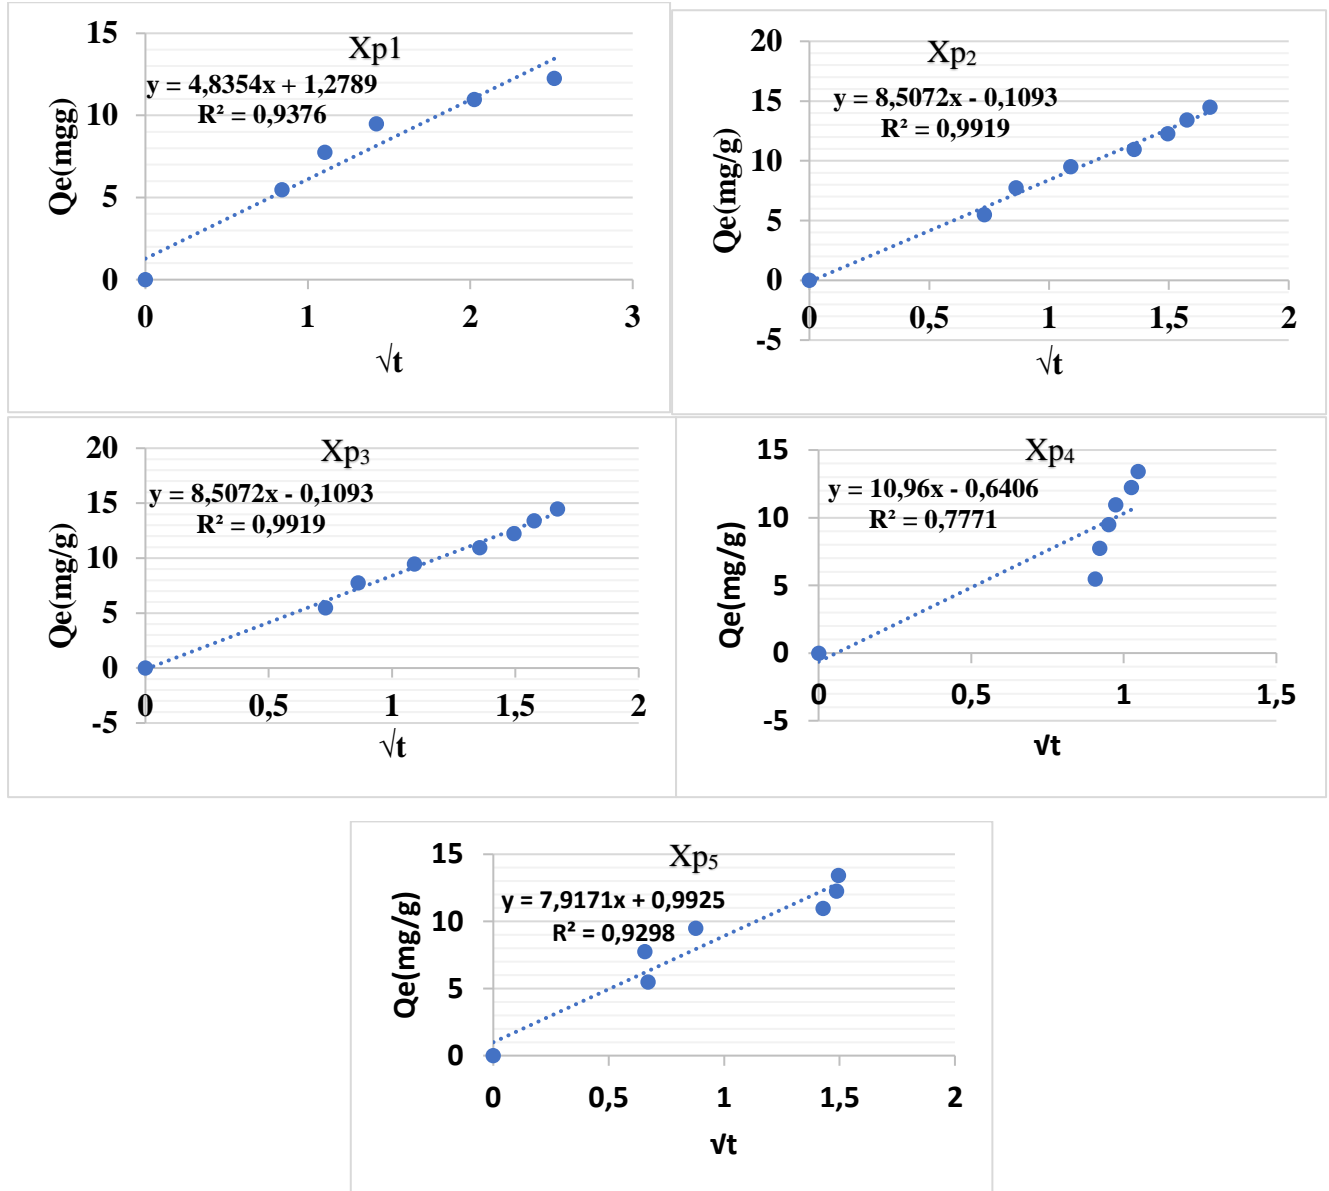 Xp1
y = 4,8354x + 1,2789
R² = 0,9376
Qe(mgg)
15
10
5
0
0 1 2 3
√t
Xp2
y = 8,5072x - 0,1093
R² = 0,9919
Qe(mg/g)
20
15
10
5
0
-5
0 0,5 1 1,5 2
√t
Xp3
y = 8,5072x - 0,1093
R² = 0,9919
Qe(mg/g)
20
15
10
5
0
-5
0 0,5 1 1,5 2
√t
Xp4
y = 10,96x - 0,6406
R² = 0,7771
Qe(mg/g)
15
10
5
0
-5
0 0,5 1 1,5
√t
Xp5
y = 7,9171x + 0,9925
R² = 0,9298
Qe(mg/g)
15
10
5
0
0 0,5 1 1,5 2
√t